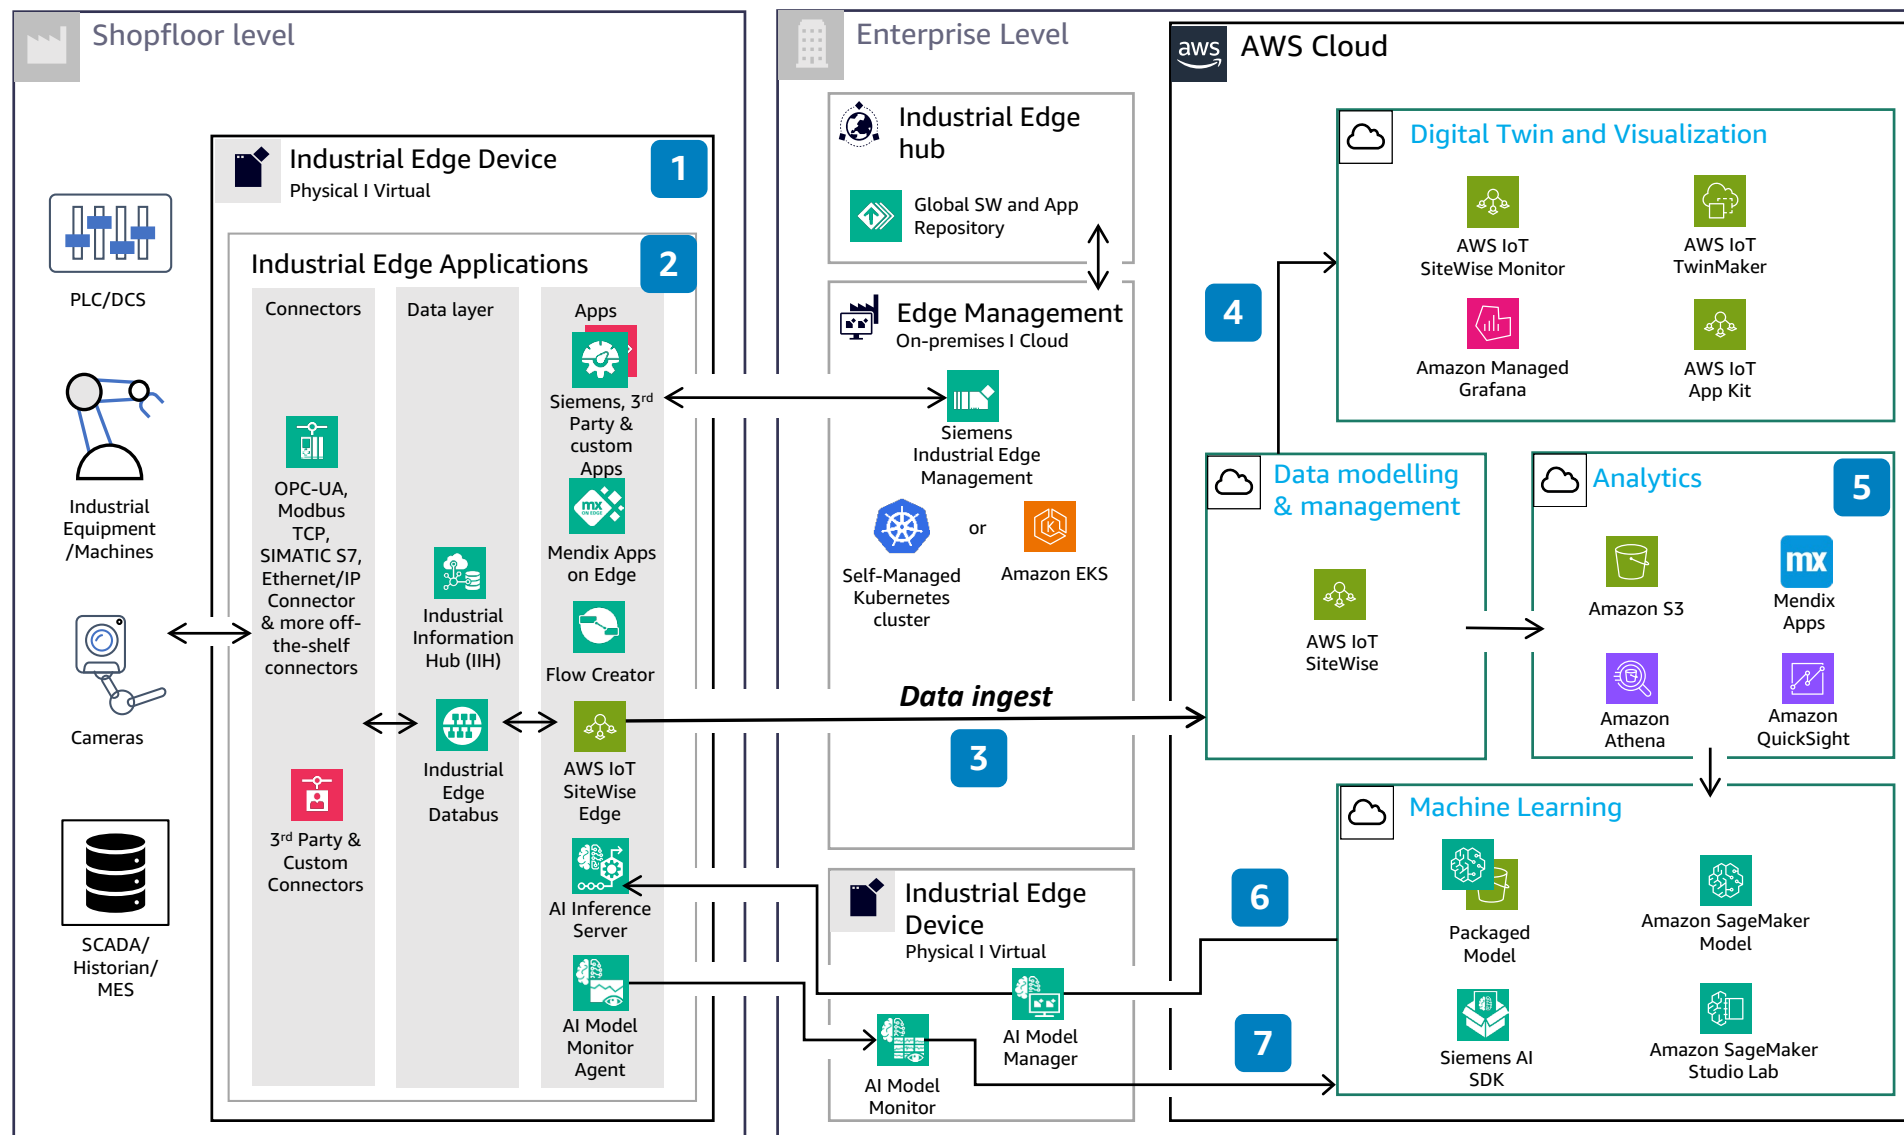 Shopfloor level
PLC/DCS
Industrial
Equipment
/Machines
Cameras
SCADA/
Historian/
MES
Industrial Edge Device
Physical I Virtual
1
Industrial Edge Applications
2
Connectors
OPC-UA,
Modbus
TCP,
SIMATIC S7,
Ethernet/IP
Connector
& more off-
the-shelf
connectors
3rd Party &
Custom
Connectors
Data layer
Industrial
Information
Hub (IIH)
Industrial
Edge
Databus
Apps
Siemens, 3rd
Party &
custom
Apps
mx
ON EDGE
Mendix Apps
on Edge
Flow Creator
AWS IoT
SiteWise
Edge
AI Inference
Server
AI Model
Monitor
Agent
Enterprise Level
Industrial Edge
hub
Global SW and App
Repository
Edge Management
On-premises I Cloud
Siemens
Industrial Edge
Management
or
Self-Managed
Kubernetes
cluster
Amazon EKS
Data ingest
3
Industrial Edge
Device
Physical I Virtual
AI Model
Manager
AI Model
Monitor
aws
AWS Cloud
4
Digital Twin and Visualization
AWS IoT
SiteWise Monitor
AWS IoT
TwinMaker
Amazon Managed
Grafana
AWS IoT
App Kit
Data modelling
& management
AWS IoT
SiteWise
Analytics
5
Amazon S3
mx
Mendix
Apps
Amazon
Athena
Amazon
QuickSight
6
7
Machine Learning
Packaged
Model
Amazon SageMaker
Model
Siemens AI
SDK
Amazon SageMaker
Studio Lab